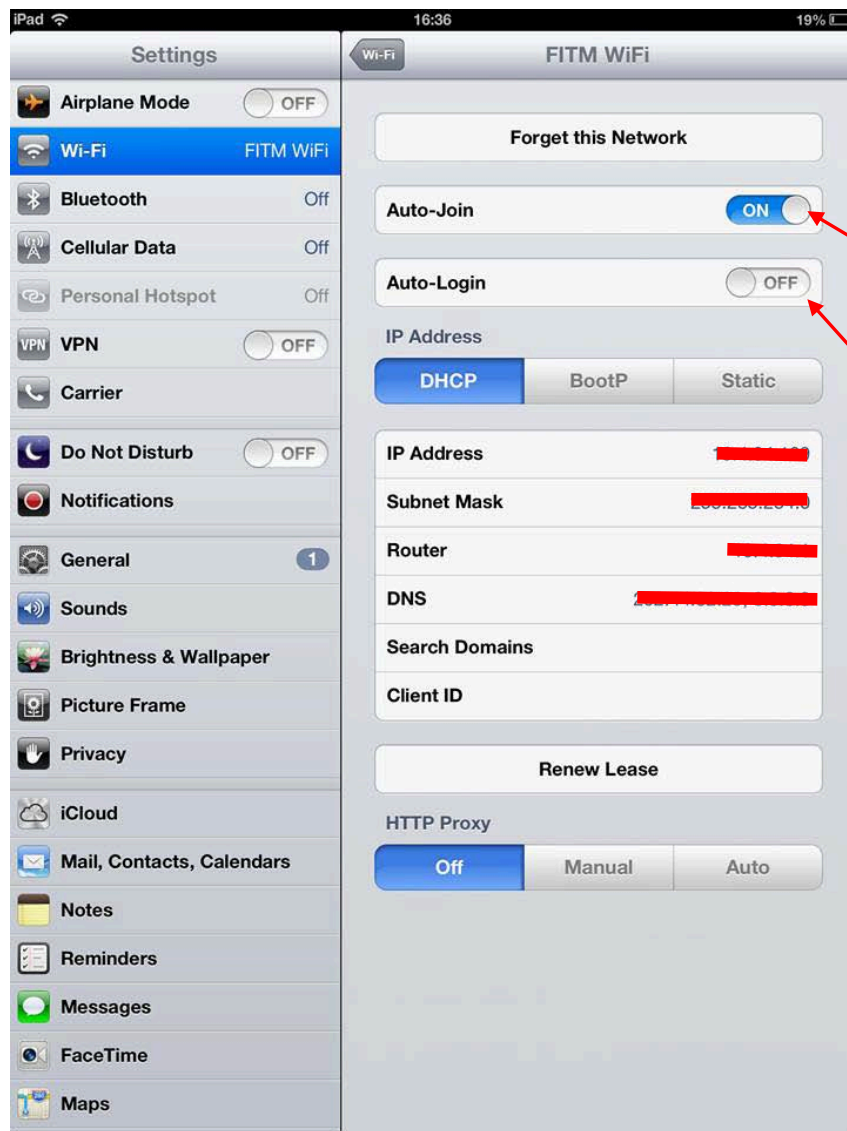 iPad 16:36 19%
Settings
Wi-Fi FITM WiFi
Airplane Mode OFF
Wi-Fi FITM WiFi
Bluetooth Off
Cellular Data Off
Personal Hotspot Off
VPN VPN OFF
Carrier
Do Not Disturb OFF
Notifications
General 1
Sounds
Brightness & Wallpaper
Picture Frame
Privacy
iCloud
Mail, Contacts, Calendars
Notes
Reminders
Messages
FaceTime
Maps
Forget this Network
Auto-Join ON
Auto-Login OFF
IP Address
DHCP BootP Static
IP Address
Subnet Mask
Router
DNS
Search Domains
Client ID
Renew Lease
HTTP Proxy
Off Manual Auto